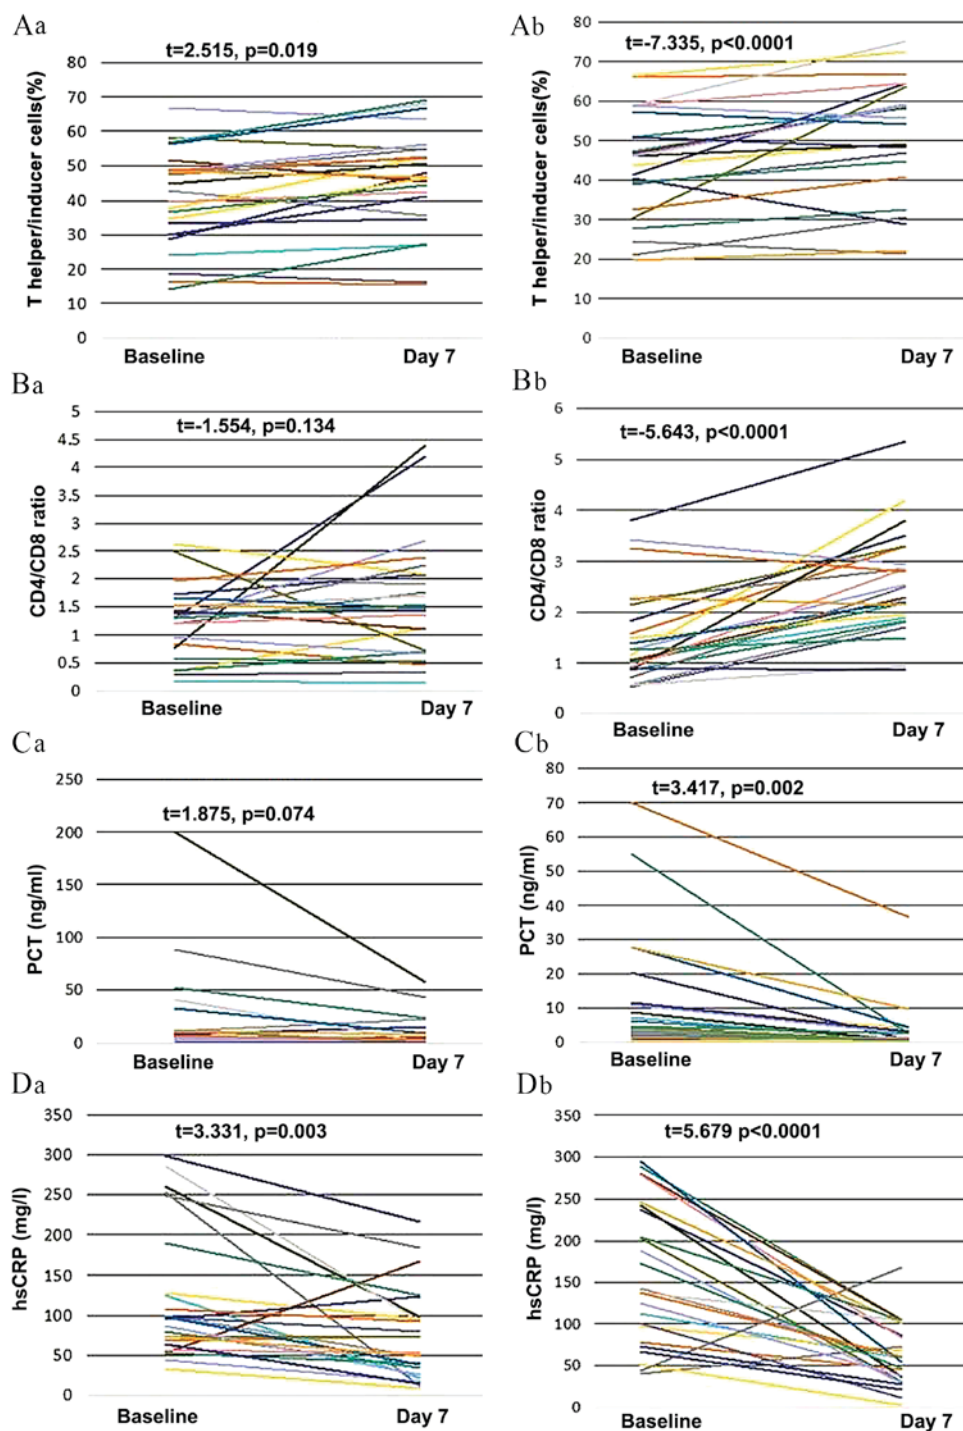 Aa
t=2.515, p=0.019
T helper/inducer cells(%)
80
70
60
50
40
30
20
10
0
Baseline Day 7
Ab
t=-7.335, p<0.0001
T helper/inducer cells(%)
80
70
60
50
40
30
20
10
0
Baseline Day 7
Ba
t=-1.554, p=0.134
CD4/CD8 ratio
5
4.5
4
3.5
3
2.5
2
1.5
1
0.5
0
Baseline Day 7
Bb
t=-5.643, p<0.0001
CD4/CD8 ratio
6
5
4
3
2
1
0
Baseline Day 7
Ca
t=1.875, p=0.074
PCT (ng/ml)
250
200
150
100
50
0
Baseline Day 7
Cb
t=3.417, p=0.002
PCT (ng/ml)
80
70
60
50
40
30
20
10
0
Baseline Day 7
Da
t=3.331, p=0.003
hsCRP (mg/l)
350
300
250
200
150
100
50
0
Baseline Day 7
Db
t=5.679 p<0.0001
hsCRP (mg/l)
350
300
250
200
150
100
50
0
Baseline Day 7